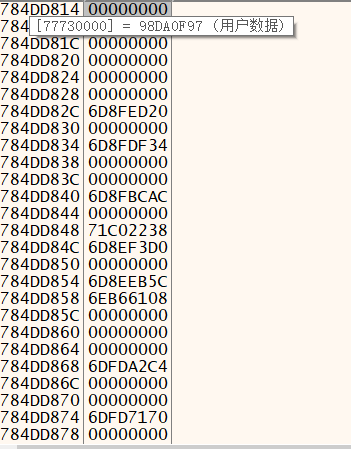 784DD814 00000000
[77730000] = 98DA0F97 (用户数据)
784DD81C 00000000
784DD820 00000000
784DD824 00000000
784DD828 00000000
784DD82C 6D8FED20
784DD830 00000000
784DD834 6D8FDF34
784DD838 00000000
784DD83C 00000000
784DD840 6D8FBCAC
784DD844 00000000
784DD848 71C02238
784DD84C 6D8EF3D0
784DD850 00000000
784DD854 6D8EEB5C
784DD858 6EB66108
784DD85C 00000000
784DD860 00000000
784DD864 00000000
784DD868 6DFDA2C4
784DD86C 00000000
784DD870 00000000
784DD874 6DFD7170
784DD878 00000000